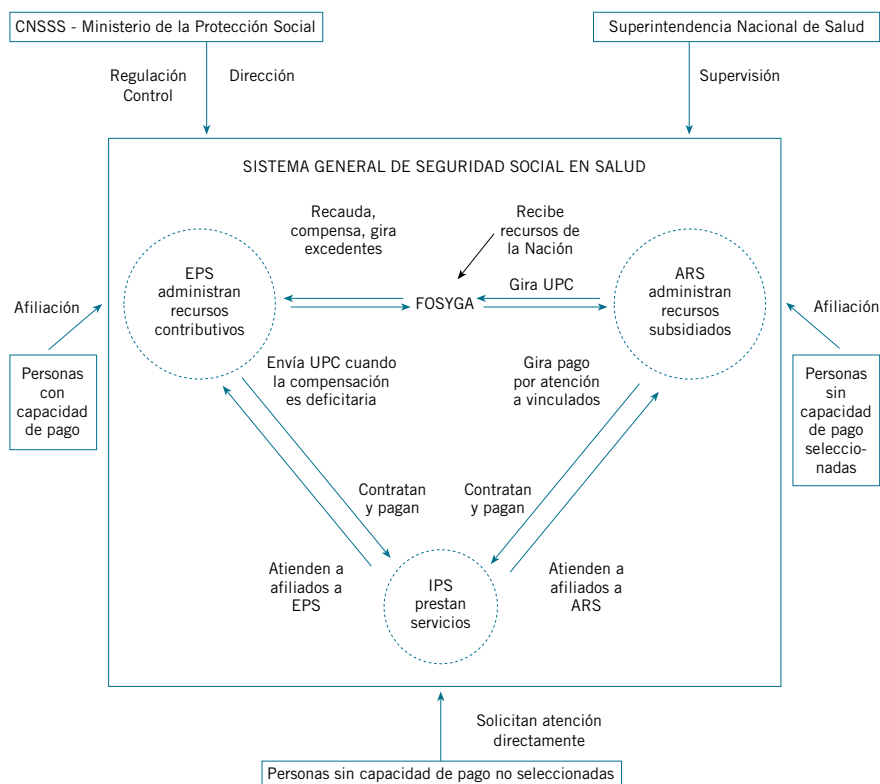 CNSSS - Ministerio de la Protección Social
Superintendencia Nacional de Salud
Regulación
Control
Dirección
Supervisión
SISTEMA GENERAL DE SEGURIDAD SOCIAL EN SALUD
Recauda,
compensa, gira
excedentes
Recibe
recursos de
la Nación
EPS
administran
recursos
contributivos
FOSYGA
Gira UPC
ARS
administran
recursos
subsidiados
Afiliación
Afiliación
Personas
con
capacidad
de pago
Envía UPC cuando
la compensación
es deficitaria
Gira pago
por atención
a vinculados
Personas
sin
capacidad
de pago
seleccio-
nadas
Contratan
y pagan
Contratan
y pagan
Atienden a
afiliados a
EPS
IPS
prestan
servicios
Atienden a
afiliados a
ARS
Solicitan atención
directamente
Personas sin capacidad de pago no seleccionadas